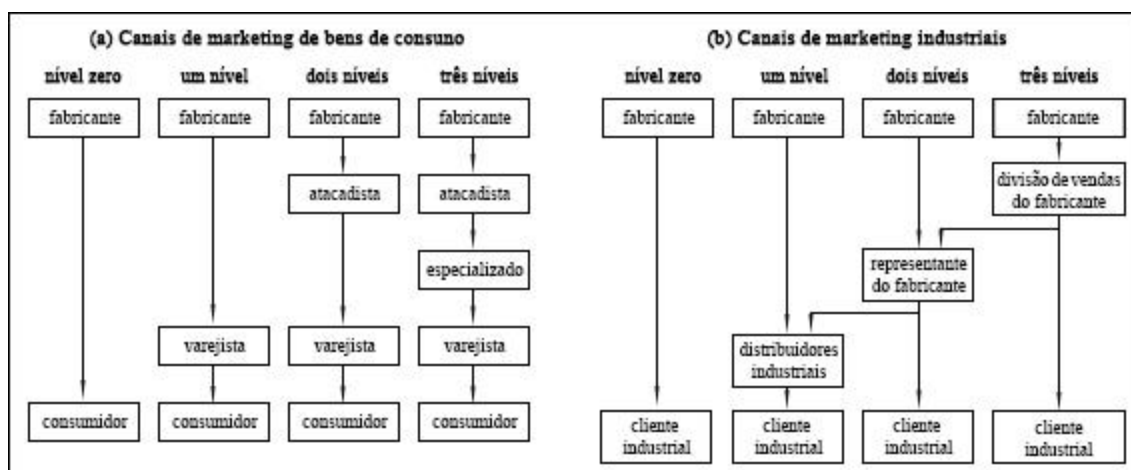 (a) Canais de marketing de bens de consuno
nível zero
um nível
dois níveis
três níveis
fabricante
fabricante
fabricante
fabricante
atacadista
atacadista
especializado
varejista
varejista
varejista
consumidor
consumidor
consumidor
consumidor
(b) Canais de marketing industriais
nível zero
um nível
dois níveis
três níveis
fabricante
fabricante
fabricante
fabricante
divisão de vendas
do fabricante
representante
do fabricante
distribuidores
industriais
cliente
industrial
cliente
industrial
cliente
industrial
cliente
industrial